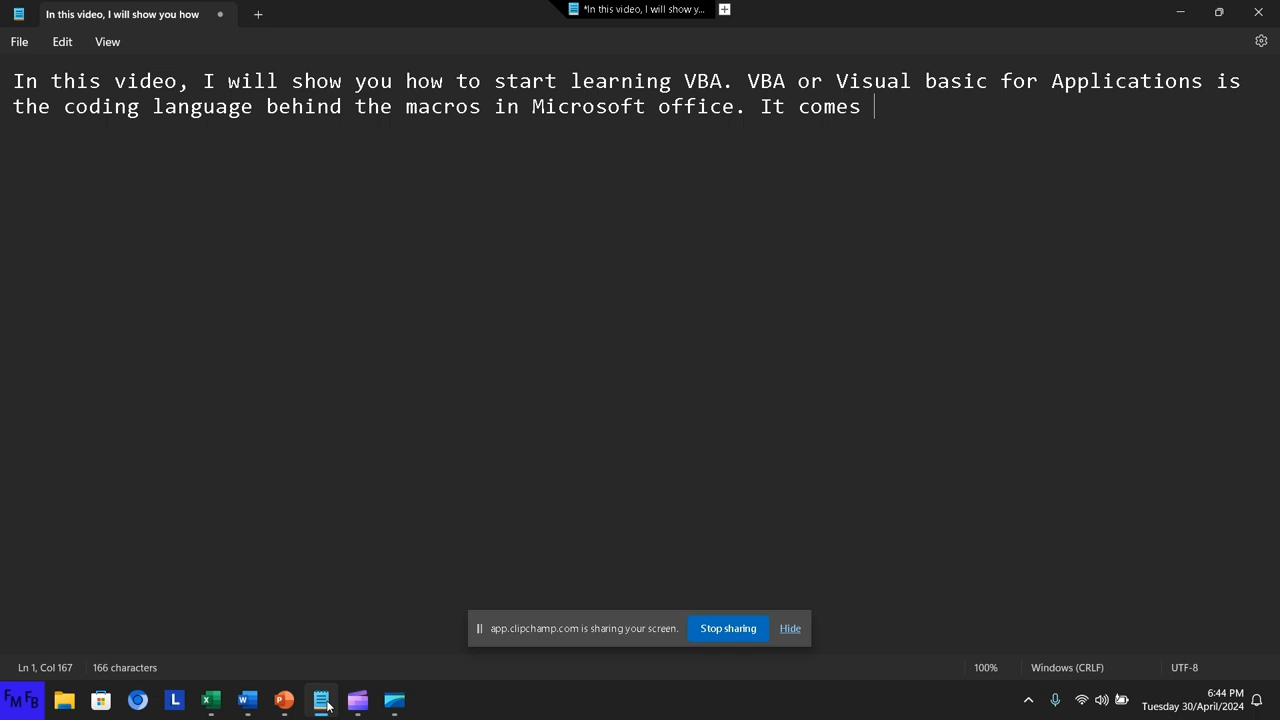 In this video, I will show you how
*In this video, I will show y...
File Edit View
In this video, I will show you how to start learning VBA. VBA or Visual basic for Applications is
the coding language behind the macros in Microsoft office. It comes
app.clipchamp.com is sharing your screen. Stop sharing Hide
Ln 1, Col 167 166 characters 100% Windows (CRLF) UTF-8
FM FB L 6:44 PM
Tuesday 30/April/2024